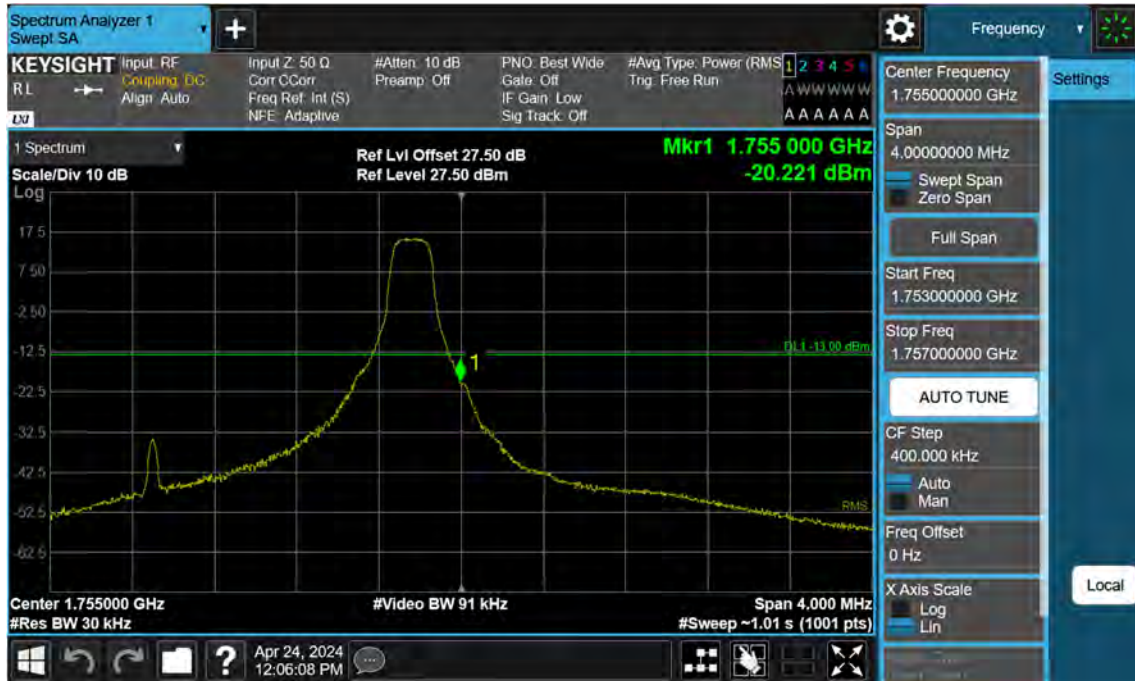 Spectrum Analyzer 1
Swept SA
+
Frequency
KEYSIGHT
RL
LXI
Input: RF
Coupling: DC
Align: Auto
Input Z: 50 Ω
Corr CCorr
Freq Ref: Int (S)
NFE: Adaptive
#Atten: 10 dB
Preamp: Off
PNO: Best Wide
Gate: Off
IF Gain: Low
Sig Track: Off
#Avg Type: Power (RMS
Trig: Free Run
1 2 3 4 5 6
A W W W W W
A A A A A A
1 Spectrum
Scale/Div 10 dB
Ref Lvl Offset 27.50 dB
Ref Level 27.50 dBm
Mkr1 1.755 000 GHz
-20.221 dBm
Log
17.5
7.50
-2.50
-12.5
-22.5
-32.5
-42.5
-52.5
-62.5
DL1 -13.00 dBm
1
RMS
Center 1.755000 GHz
#Video BW 91 kHz
Span 4.000 MHz
#Res BW 30 kHz
#Sweep ~1.01 s (1001 pts)
Center Frequency
1.755000000 GHz
Settings
Span
4.00000000 MHz
Swept Span
Zero Span
Full Span
Start Freq
1.753000000 GHz
Stop Freq
1.757000000 GHz
AUTO TUNE
CF Step
400.000 kHz
Auto
Man
Freq Offset
0 Hz
X Axis Scale
Log
Lin
Local
?
Apr 24, 2024
12:06:08 PM